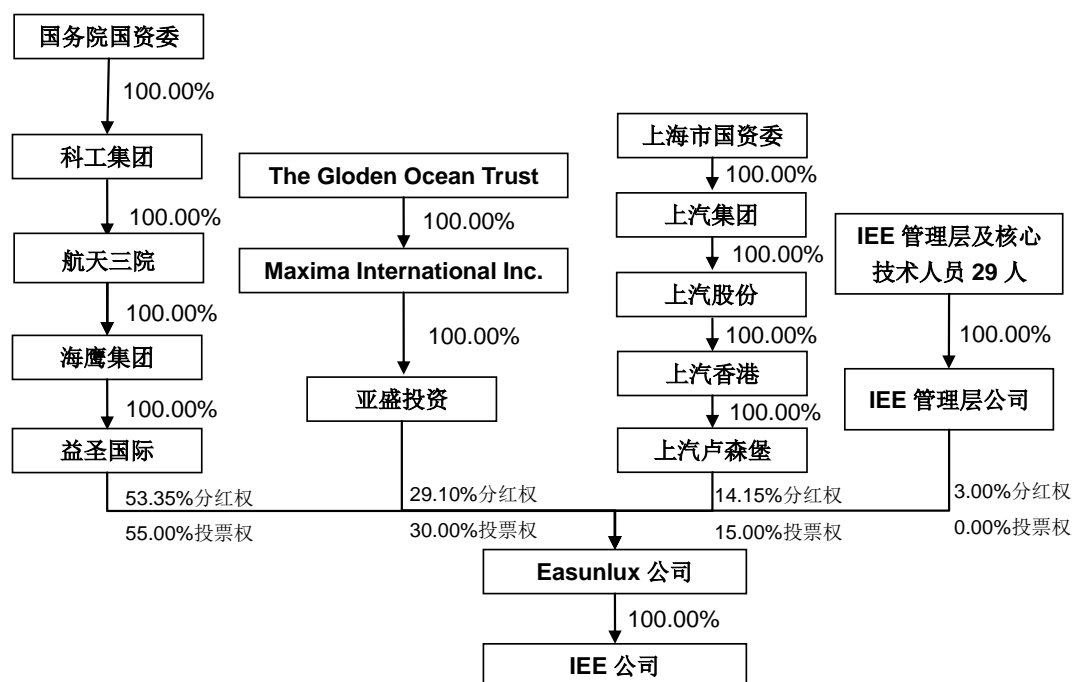 国务院国资委
100.00%
科工集团
100.00%
航天三院
100.00%
海鹰集团
100.00%
益圣国际
53.35%分红权
55.00%投票权
The Gloden Ocean Trust
100.00%
Maxima International Inc.
100.00%
亚盛投资
29.10%分红权
30.00%投票权
上海市国资委
100.00%
上汽集团
100.00%
上汽股份
100.00%
上汽香港
100.00%
上汽卢森堡
14.15%分红权
15.00%投票权
IEE 管理层及核心
技术人员 29 人
100.00%
IEE 管理层公司
3.00%分红权
0.00%投票权
Easunlux 公司
100.00%
IEE 公司